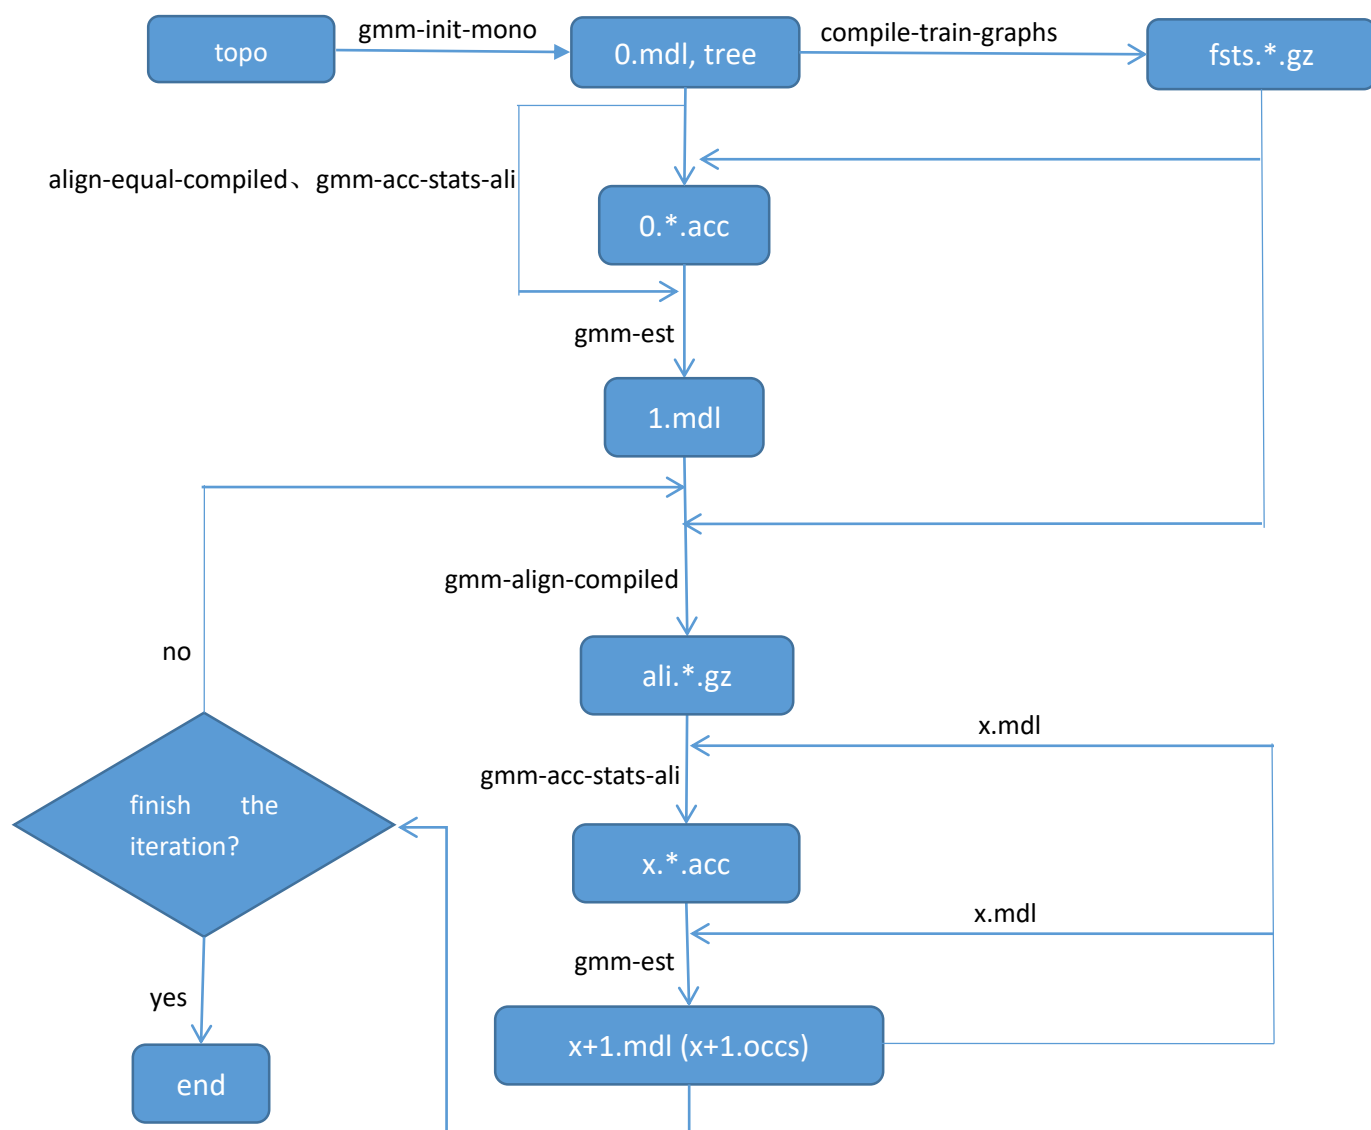 gmm-init-mono
compile-train-graphs
topo
0.mdl, tree
fsts.*.gz
align-equal-compiled、gmm-acc-stats-ali
0.*.acc
gmm-est
1.mdl
gmm-align-compiled
no
ali.*.gz
x.mdl
gmm-acc-stats-ali
finish the
iteration?
x.*.acc
x.mdl
gmm-est
yes
x+1.mdl (x+1.occs)
end